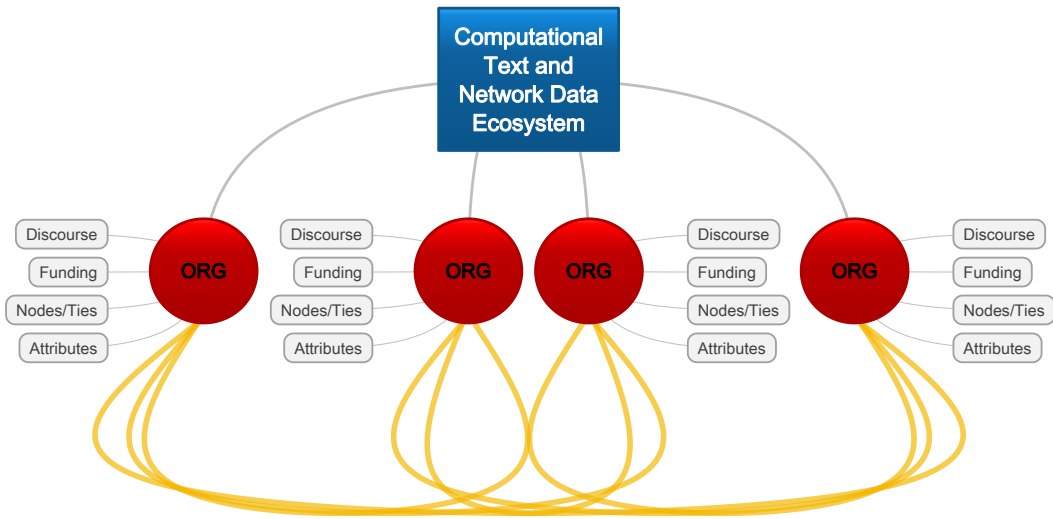 Computational
Text and
Network Data
Ecosystem
Discourse
Funding
Nodes/Ties
Attributes
ORG
Discourse
Funding
Nodes/Ties
Attributes
ORG
ORG
Discourse
Funding
Nodes/Ties
Attributes
ORG
Discourse
Funding
Nodes/Ties
Attributes